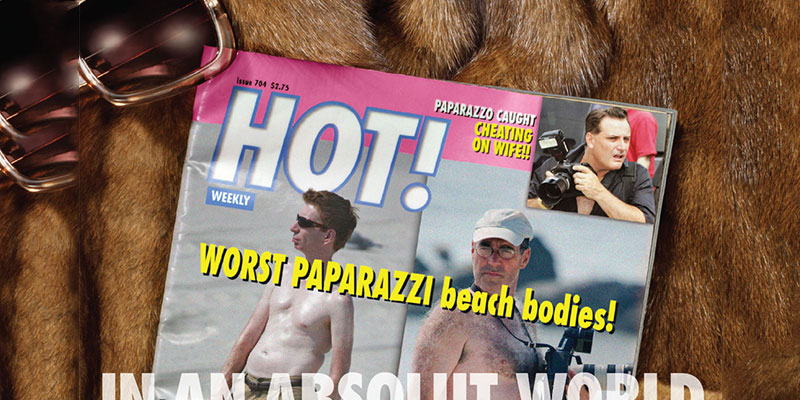 issue 704 $2.75
HOT!
WEEKLY
PAPARAZZO CAUGHT
CHEATING
ON WIFE!!
WORST PAPARAZZI beach bodies!
IN AN ABSOLUT WORLD